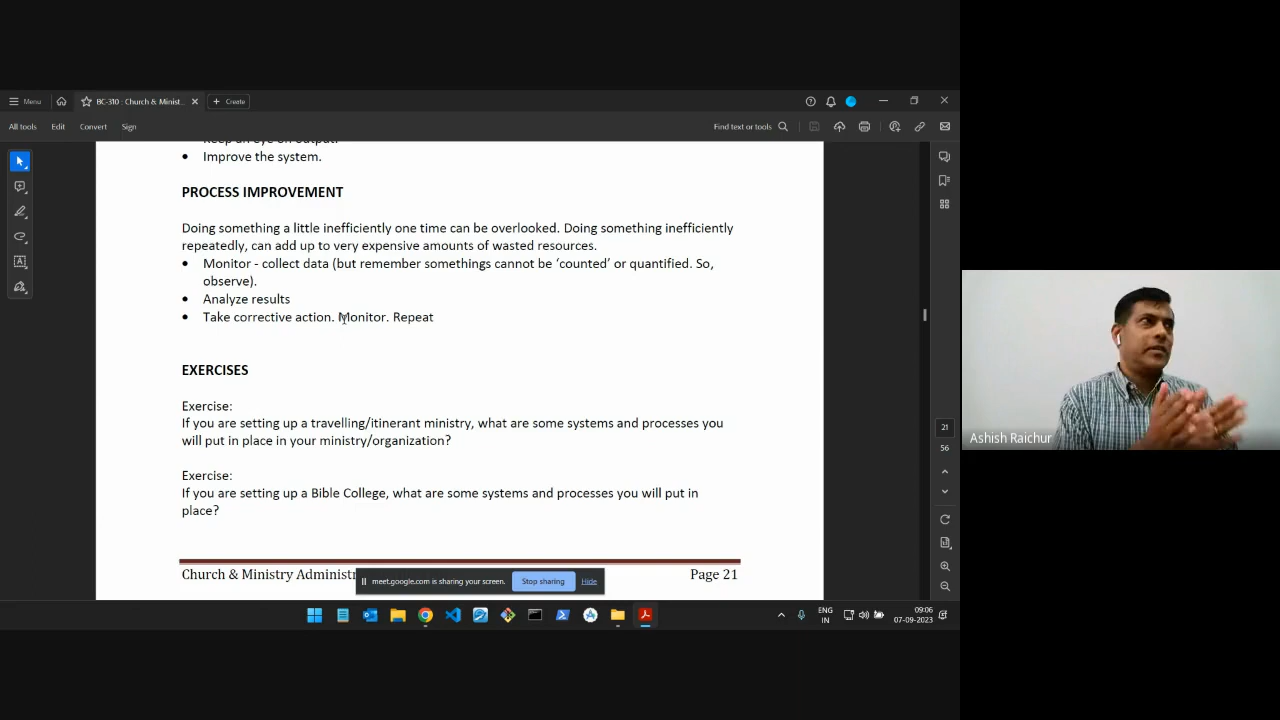 Menu
BC-310 : Church & Minist...
Create
All tools
Edit
Convert
Sign
Find text or tools
Keep an eye on output.
• Improve the system.
PROCESS IMPROVEMENT
Doing something a little inefficiently one time can be overlooked. Doing something inefficiently
repeatedly, can add up to very expensive amounts of wasted resources.
• Monitor - collect data (but remember somethings cannot be ‘counted’ or quantified. So,
observe).
• Analyze results
• Take corrective action. Monitor. Repeat
EXERCISES
Exercise:
If you are setting up a travelling/itinerant ministry, what are some systems and processes you
will put in place in your ministry/organization?
Exercise:
If you are setting up a Bible College, what are some systems and processes you will put in
place?
Church & Ministry Administr
Page 21
meet.google.com is sharing your screen.
Stop sharing
Hide
21
56
ENG
IN
09:06
07-09-2023
Ashish Raichur